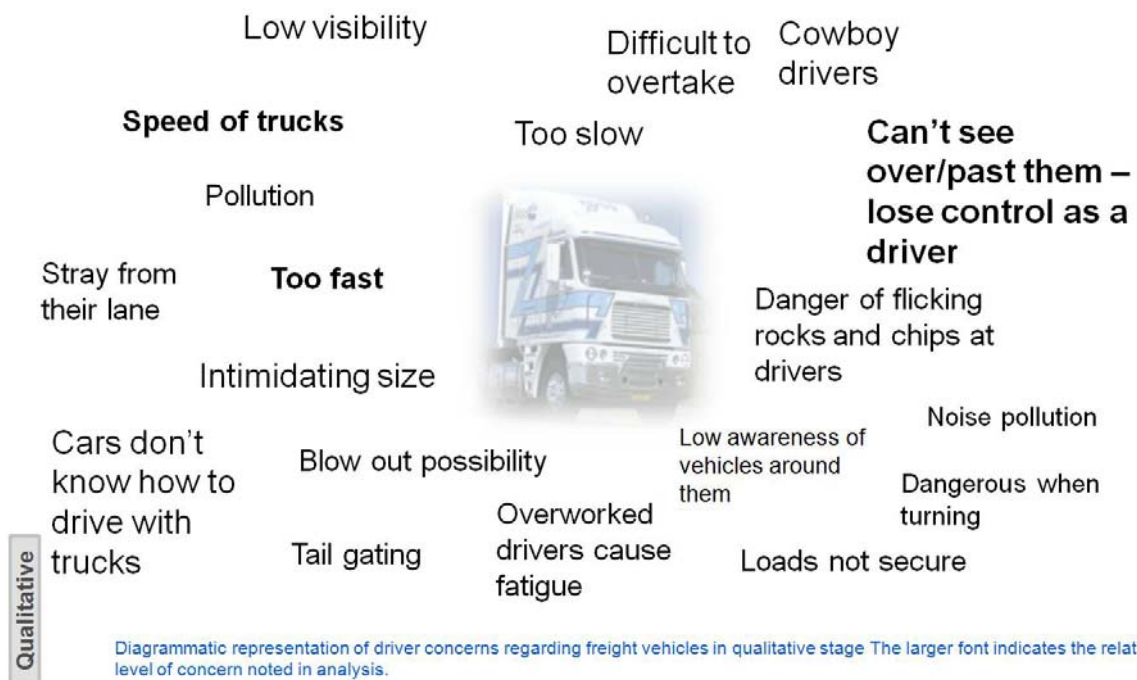 Low visibility
Difficult to
overtake
Cowboy
drivers
Speed of trucks
Too slow
Can’t see
over/past them –
lose control as a
driver
Pollution
Stray from
their lane
Too fast
Danger of flicking
rocks and chips at
drivers
Intimidating size
Noise pollution
Cars don’t
know how to
drive with
trucks
Blow out possibility
Low awareness of
vehicles around
them
Dangerous when
turning
Overworked
drivers cause
fatigue
Tail gating
Loads not secure
Qualitative
Diagrammatic representation of driver concerns regarding freight vehicles in qualitative stage The larger font indicates the relat
level of concern noted in analysis.